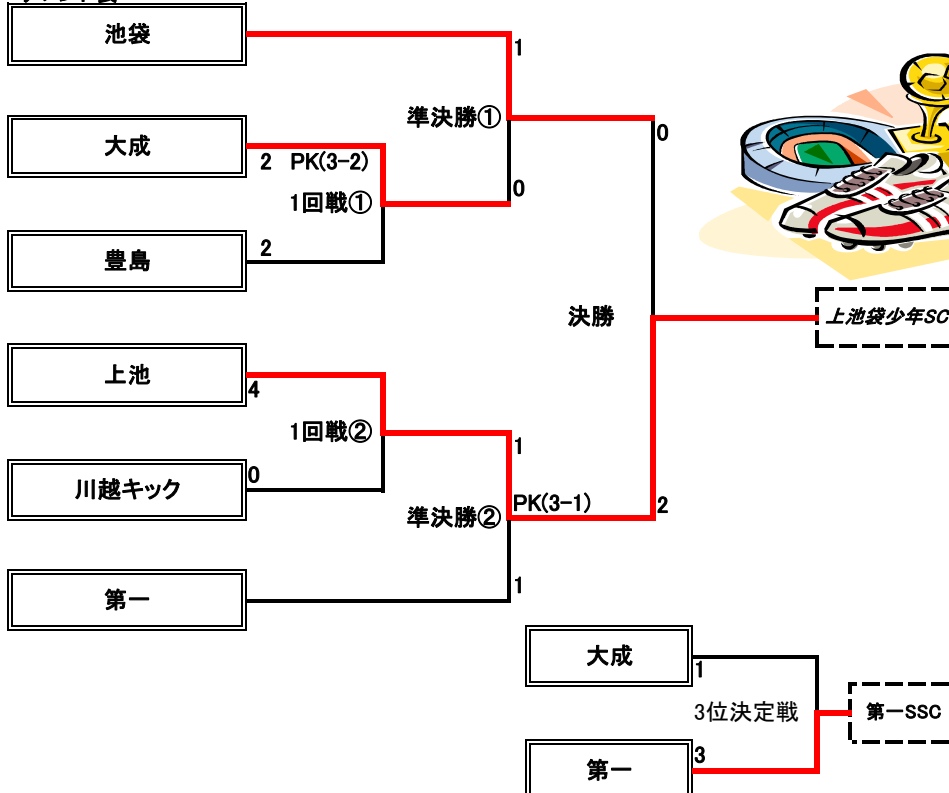 池袋
1
準決勝①
0
大成
2 PK(3-2)
1回戦①
0
豊島
2
決勝
上池袋少年SC
上池
4
1回戦②
1
川越キック
0
PK(3-1)
準決勝②
2
第一
1
大成
1
3位決定戦
第一SSC
3
第一